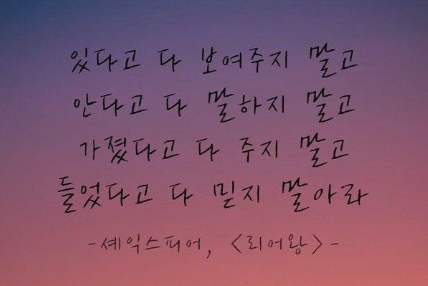 있다고 다 보여주지 말고
안다고 다 말하지 말고
가졌다고 다 주지 말고
들었다고 다 믿지 말아라
-셰익스피어, <리어왕>-